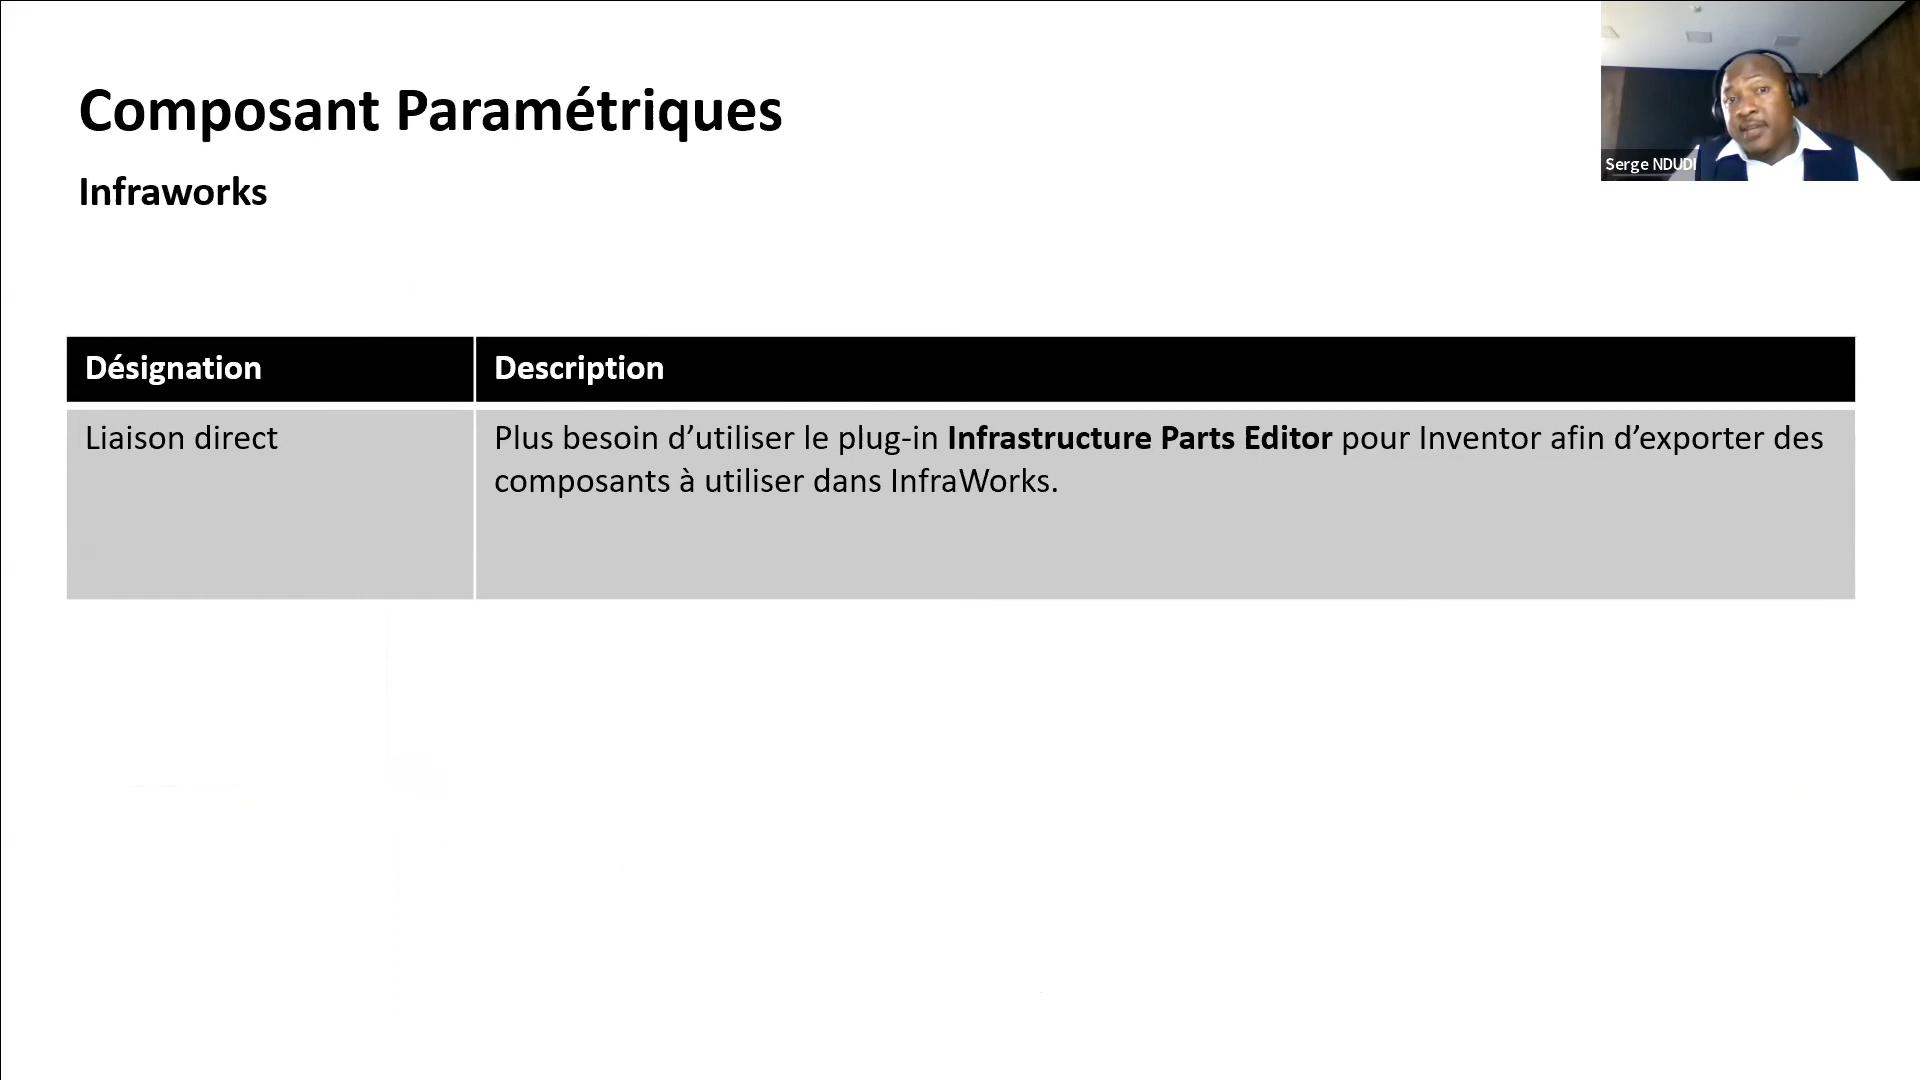 Composant Paramétriques
Infraworks
Serge NDUDI
Désignation
Description
Liaison direct
Plus besoin d’utiliser le plug-in Infrastructure Parts Editor pour Inventor afin d’exporter des
composants à utiliser dans InfraWorks.